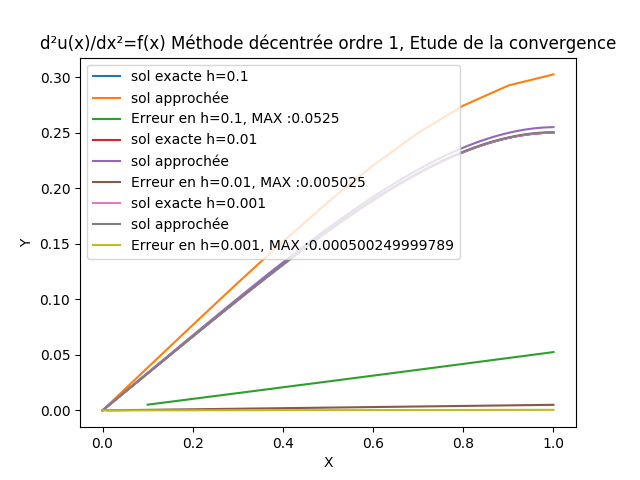 d²u(x)/dx²=f(x) Méthode décentrée ordre 1, Etude de la convergence
sol exacte h=0.1
sol approchée
Erreur en h=0.1, MAX :0.0525
sol exacte h=0.01
sol approchée
Erreur en h=0.01, MAX :0.005025
sol exacte h=0.001
sol approchée
Erreur en h=0.001, MAX :0.000500249999789
0.30
0.25
0.20
0.15
0.10
0.05
0.00
Y
0.0 0.2 0.4 0.6 0.8 1.0
X